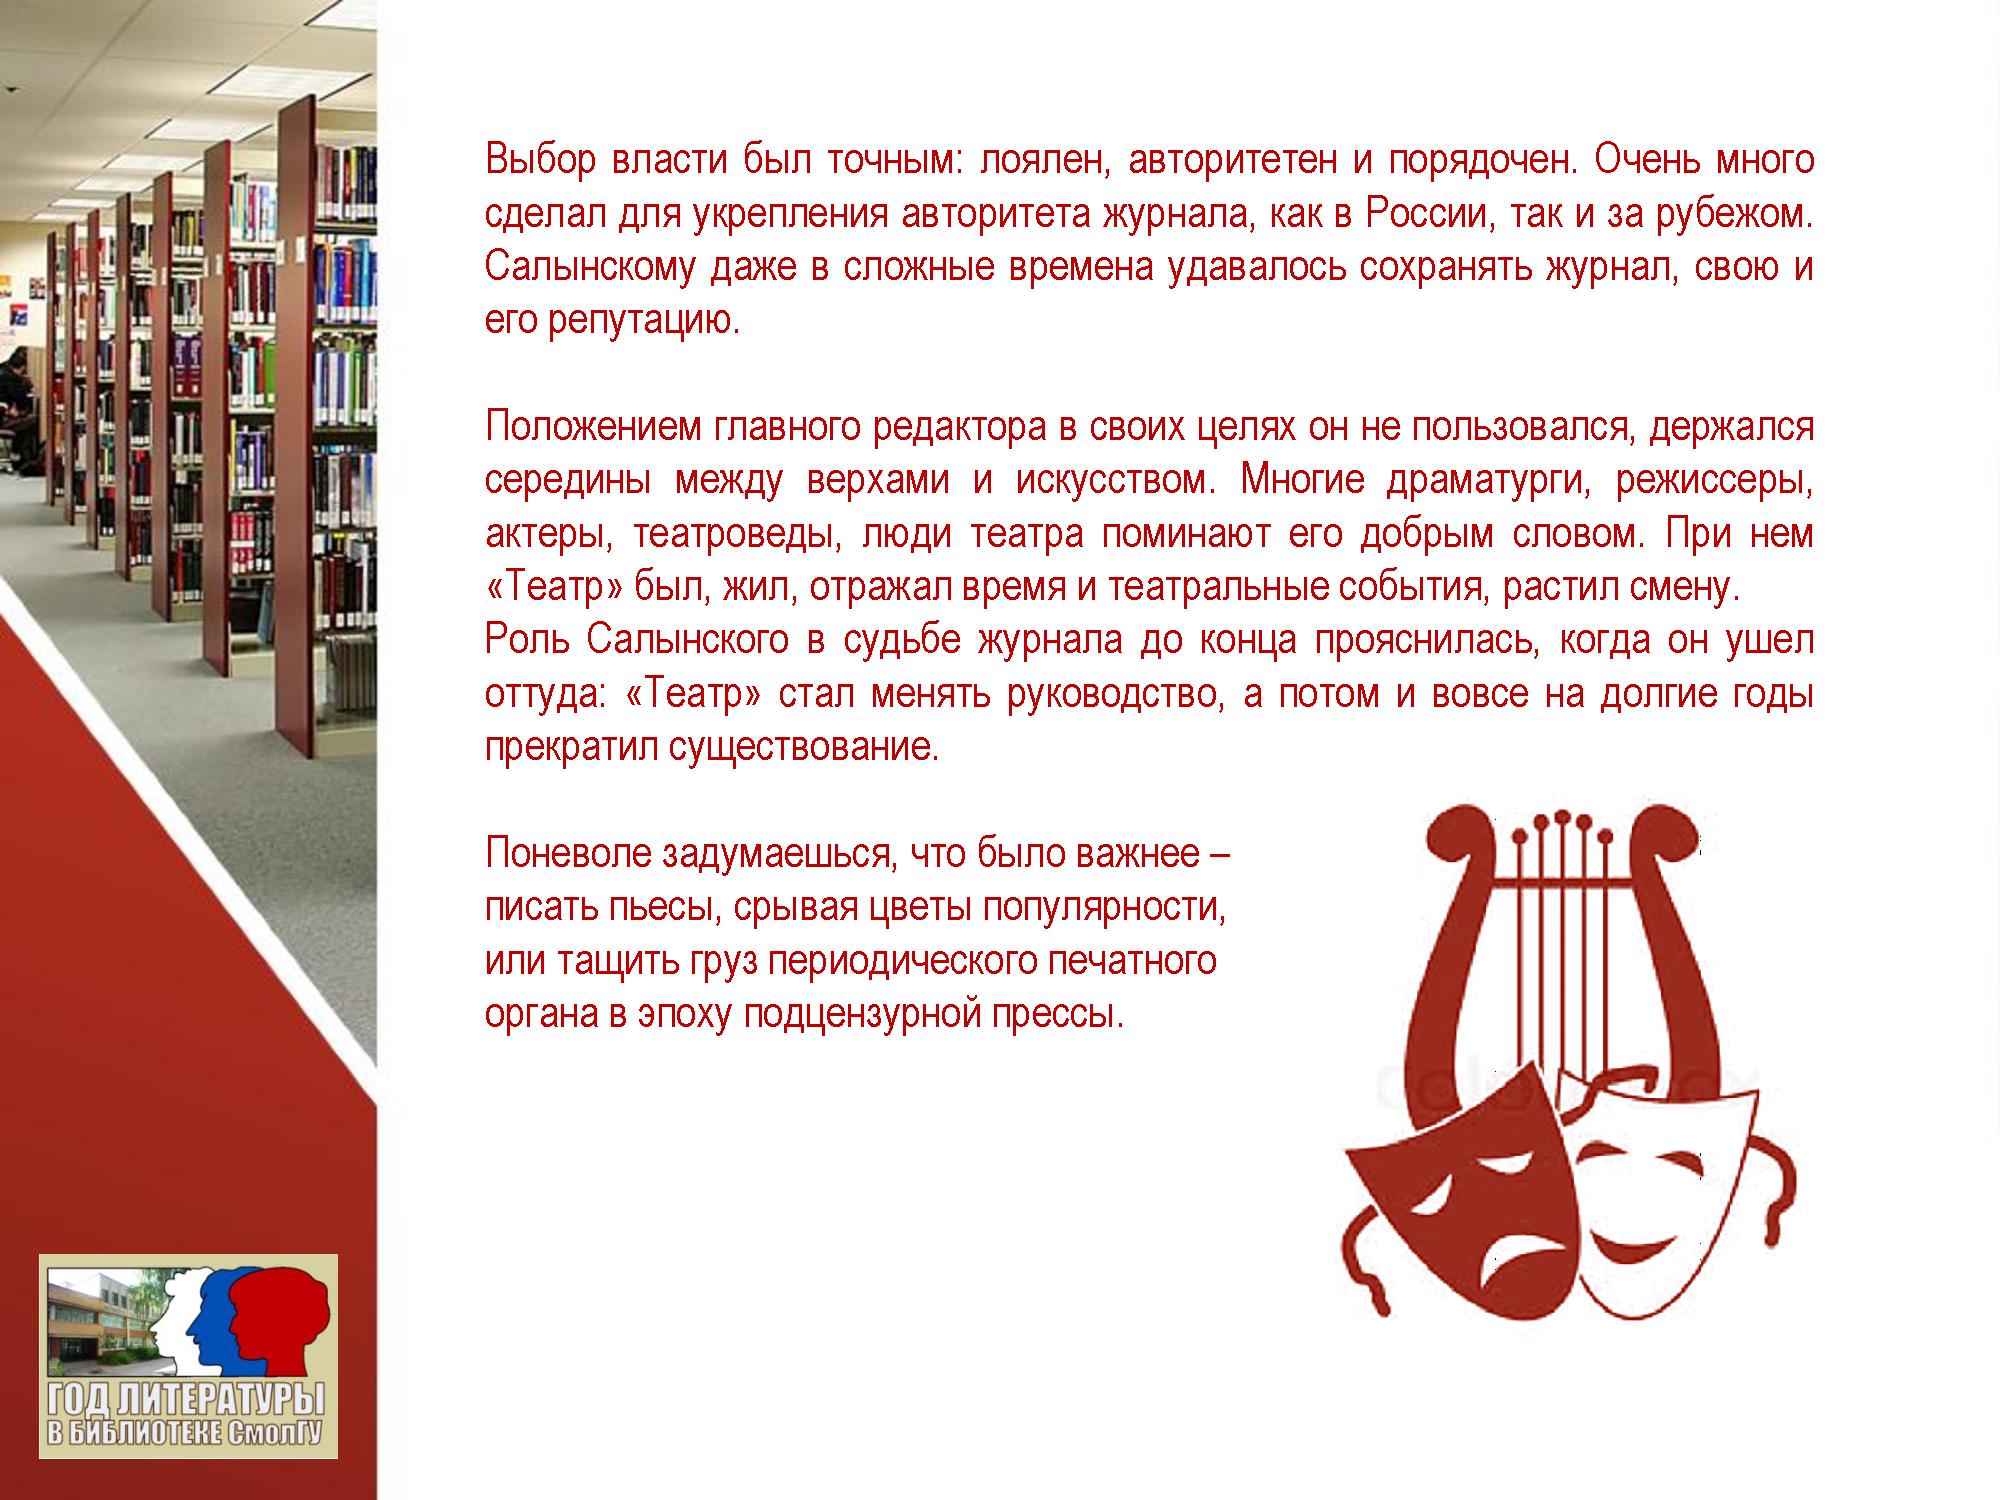 Выбор власти был точным: лоялен, авторитетен и порядочен. Очень много
сделал для укрепления авторитета журнала, как в России, так и за рубежом.
Салынскому даже в сложные времена удавалось сохранять журнал, свою и
его репутацию.
Положением главного редактора в своих целях он не пользовался, держался
середины между верхами и искусством. Многие драматурги, режиссеры,
актеры, театроведы, люди театра поминают его добрым словом. При нем
«Театр» был, жил, отражал время и театральные события, растил смену.
Роль Салынского в судьбе журнала до конца прояснилась, когда он ушел
оттуда: «Театр» стал менять руководство, а потом и вовсе на долгие годы
прекратил существование.
Поневоле задумаешься, что было важнее –
писать пьесы, срывая цветы популярности,
или тащить груз периодического печатного
органа в эпоху подцензурной прессы.
ГОД ЛИТЕРАТУРЫ
В БИБЛИОТЕКЕ СмолГУ